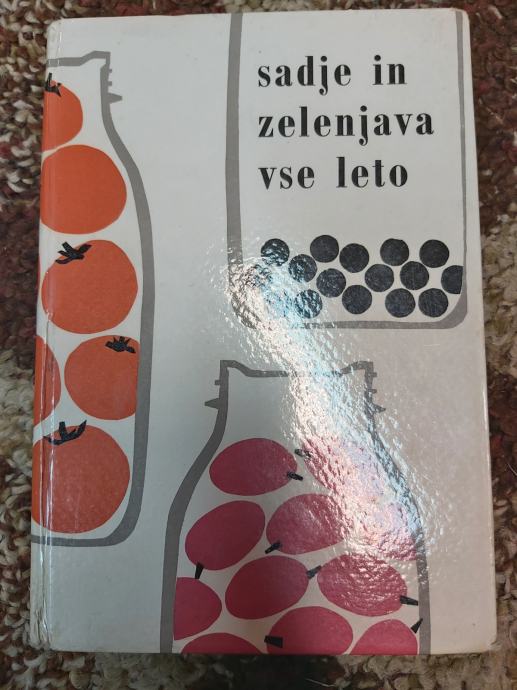 sadje in
zelenjava
vse leto